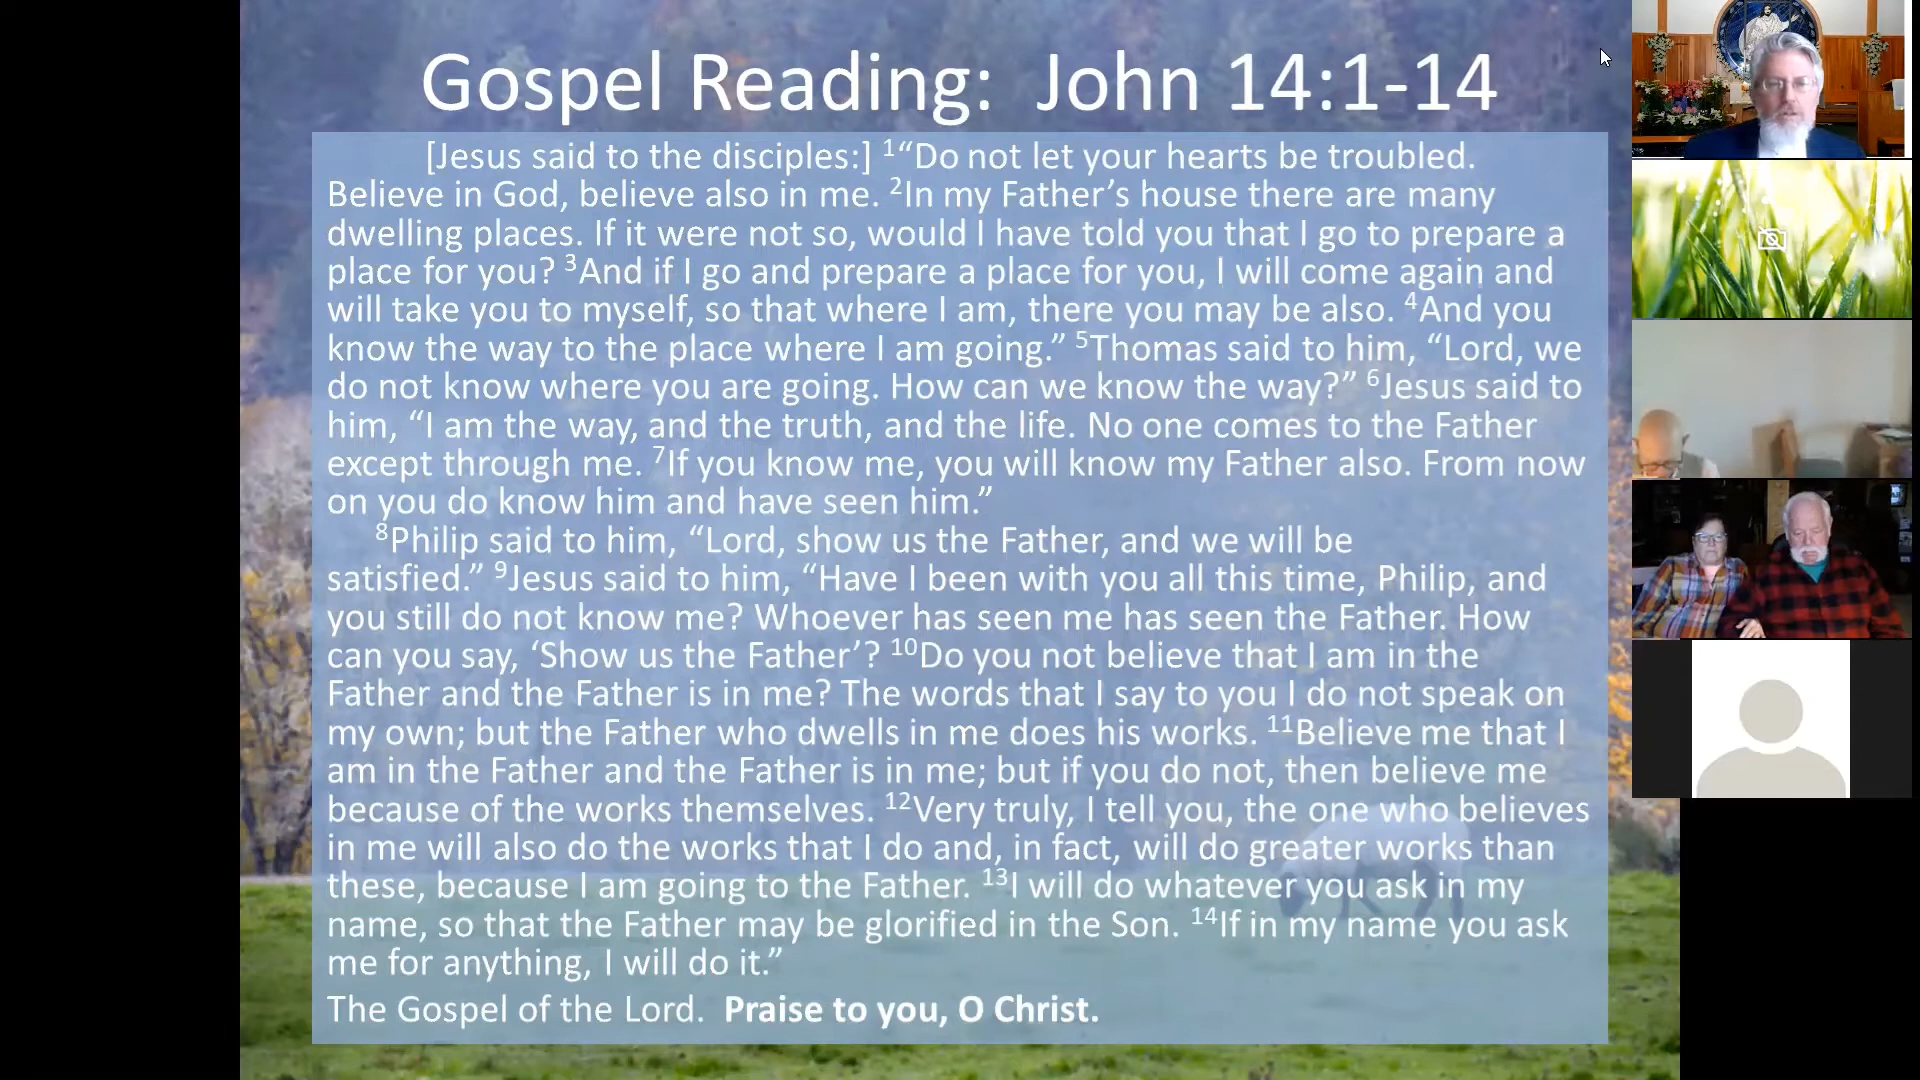 Gospel Reading:  John 14:1-14
[Jesus said to the disciples:] 1“Do not let your hearts be troubled.
Believe in God, believe also in me. 2In my Father’s house there are many
dwelling places. If it were not so, would I have told you that I go to prepare a
place for you? 3And if I go and prepare a place for you, I will come again and
will take you to myself, so that where I am, there you may be also. 4And you
know the way to the place where I am going.” 5Thomas said to him, “Lord, we
do not know where you are going. How can we know the way?” 6Jesus said to
him, “I am the way, and the truth, and the life. No one comes to the Father
except through me. 7If you know me, you will know my Father also. From now
on you do know him and have seen him.”
8Philip said to him, “Lord, show us the Father, and we will be
satisfied.” 9Jesus said to him, “Have I been with you all this time, Philip, and
you still do not know me? Whoever has seen me has seen the Father. How
can you say, ‘Show us the Father’? 10Do you not believe that I am in the
Father and the Father is in me? The words that I say to you I do not speak on
my own; but the Father who dwells in me does his works. 11Believe me that I
am in the Father and the Father is in me; but if you do not, then believe me
because of the works themselves. 12Very truly, I tell you, the one who believes
in me will also do the works that I do and, in fact, will do greater works than
these, because I am going to the Father. 13I will do whatever you ask in my
name, so that the Father may be glorified in the Son. 14If in my name you ask
me for anything, I will do it.”
The Gospel of the Lord.  Praise to you, O Christ.